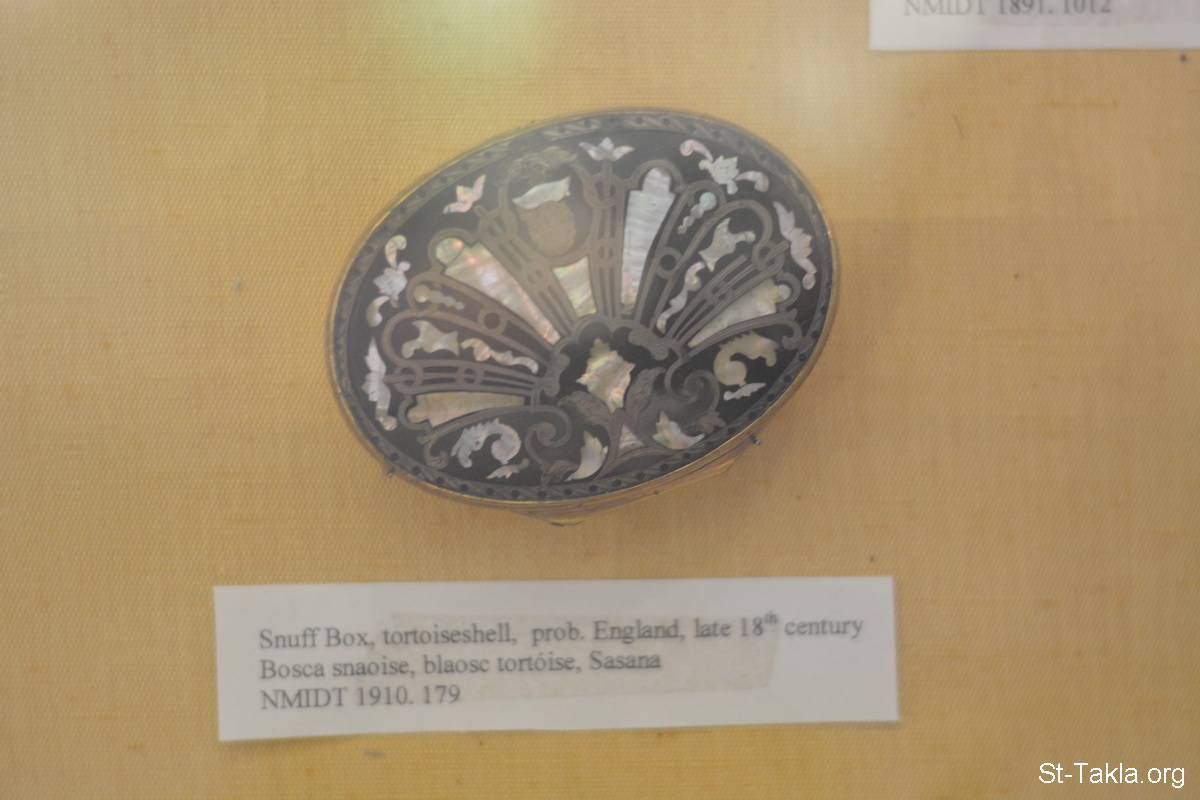 NMIDT 1891. 1012
Snuff Box, tortoiseshell, prob. England, late 18th century
Bosca snaoise, blaosc tortóise, Sasana
NMIDT 1910. 179
St-Takla.org